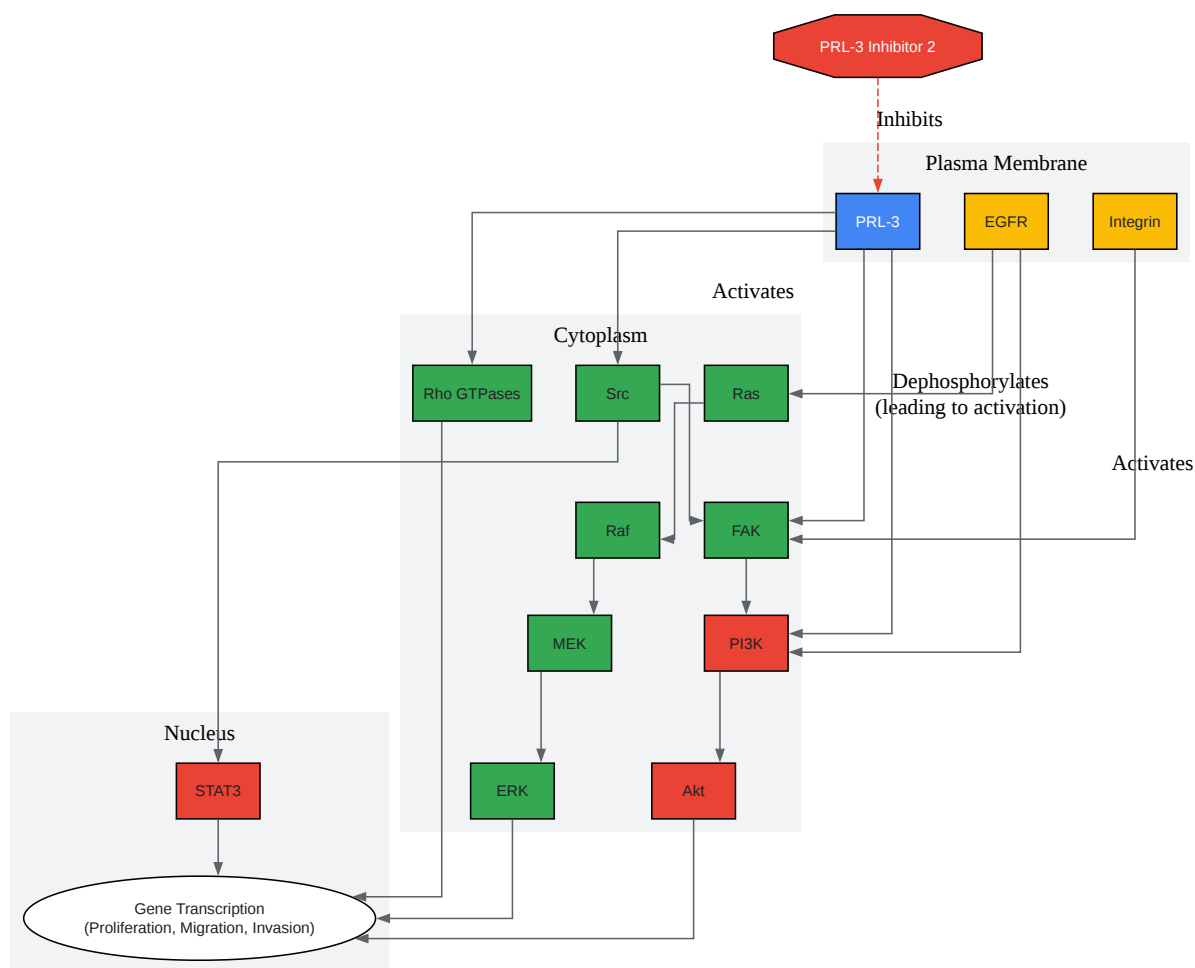 PRL-3 Inhibitor 2
Inhibits
Plasma Membrane
PRL-3
EGFR
Integrin
Activates
Cytoplasm
Rho GTPases
Src
Ras
Dephosphorylates
(leading to activation)
Activates
Raf
FAK
MEK
PI3K
Nucleus
STAT3
ERK
Akt
Gene Transcription
(Proliferation, Migration, Invasion)